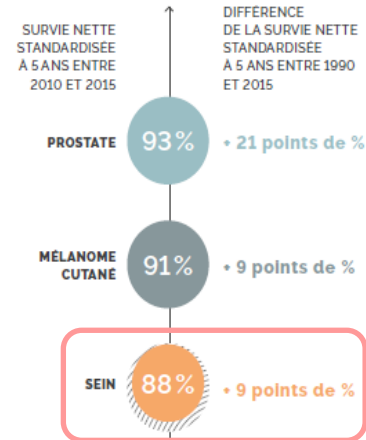 SURVIE NETTE
STANDARDISÉE
À 5 ANS ENTRE
2010 ET 2015
DIFFÉRENCE
DE LA SURVIE NETTE
STANDARDISÉE
À 5 ANS ENTRE 1990
ET 2015
PROSTATE 93% + 21 points de %
MÉLANOME
CUTANÉ
91% + 9 points de %
SEIN 88% + 9 points de %